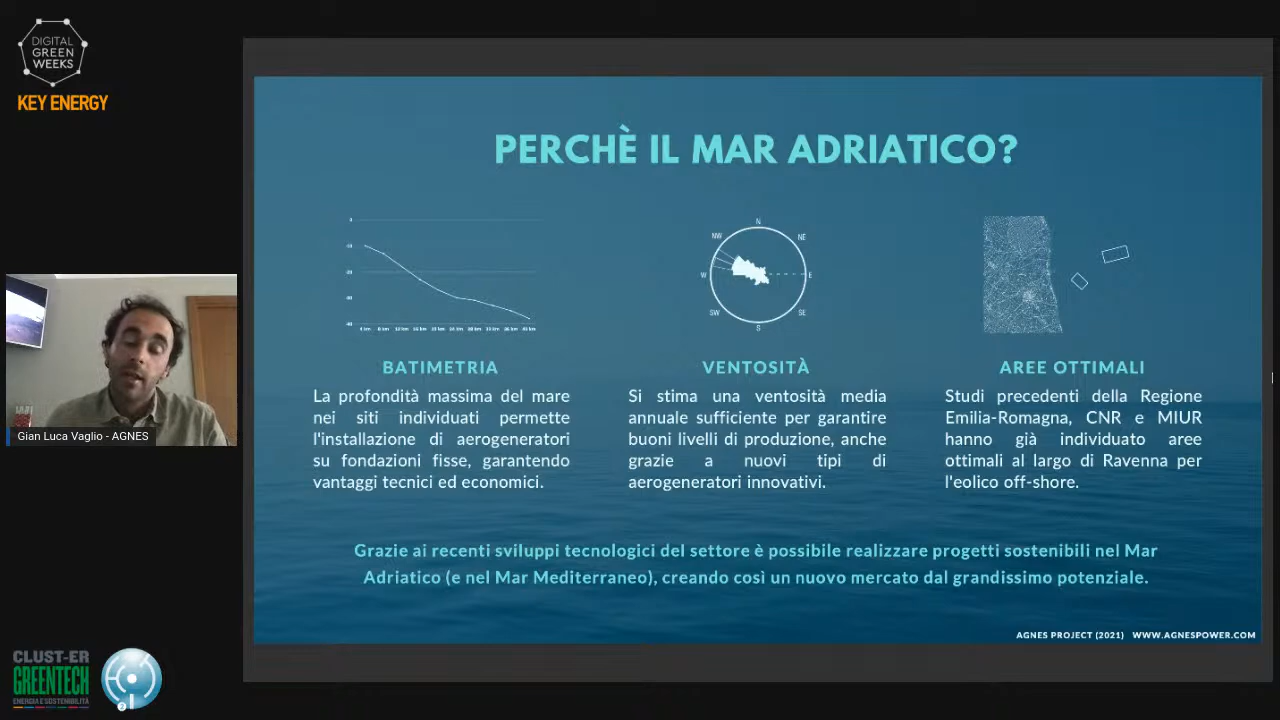 DIGITAL
GREEN
WEEKS
KEY ENERGY
PERCHÈ IL MAR ADRIATICO?
N
NW
NE
W
E
SW
SE
S
BATIMETRIA
La profondità massima del mare
nei siti individuati permette
l'installazione di aerogeneratori
su fondazioni fisse, garantendo
vantaggi tecnici ed economici.
VENTOSITÀ
Si stima una ventosità media
annuale sufficiente per garantire
buoni livelli di produzione, anche
grazie a nuovi tipi di
aerogeneratori innovativi.
AREE OTTIMALI
Studi precedenti della Regione
Emilia-Romagna, CNR e MIUR
hanno già individuato aree
ottimali al largo di Ravenna per
l'eolico off-shore.
Grazie ai recenti sviluppi tecnologici del settore è possibile realizzare progetti sostenibili nel Mar
Adriatico (e nel Mar Mediterraneo), creando così un nuovo mercato dal grandissimo potenziale.
AGNES PROJECT (2021) WWW.AGNESPOWER.COM
Gian Luca Vaglio - AGNES
CLUST-ER
GREENTECH
ENERGIA E SOSTENIBILITÀ